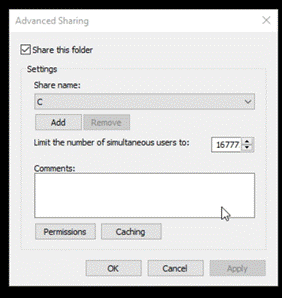 Advanced Sharing
Share this folder
Settings
Share name:
C
Add Remove
Limit the number of simultaneous users to: 16777
Comments:
Permissions Caching
OK Cancel Apply